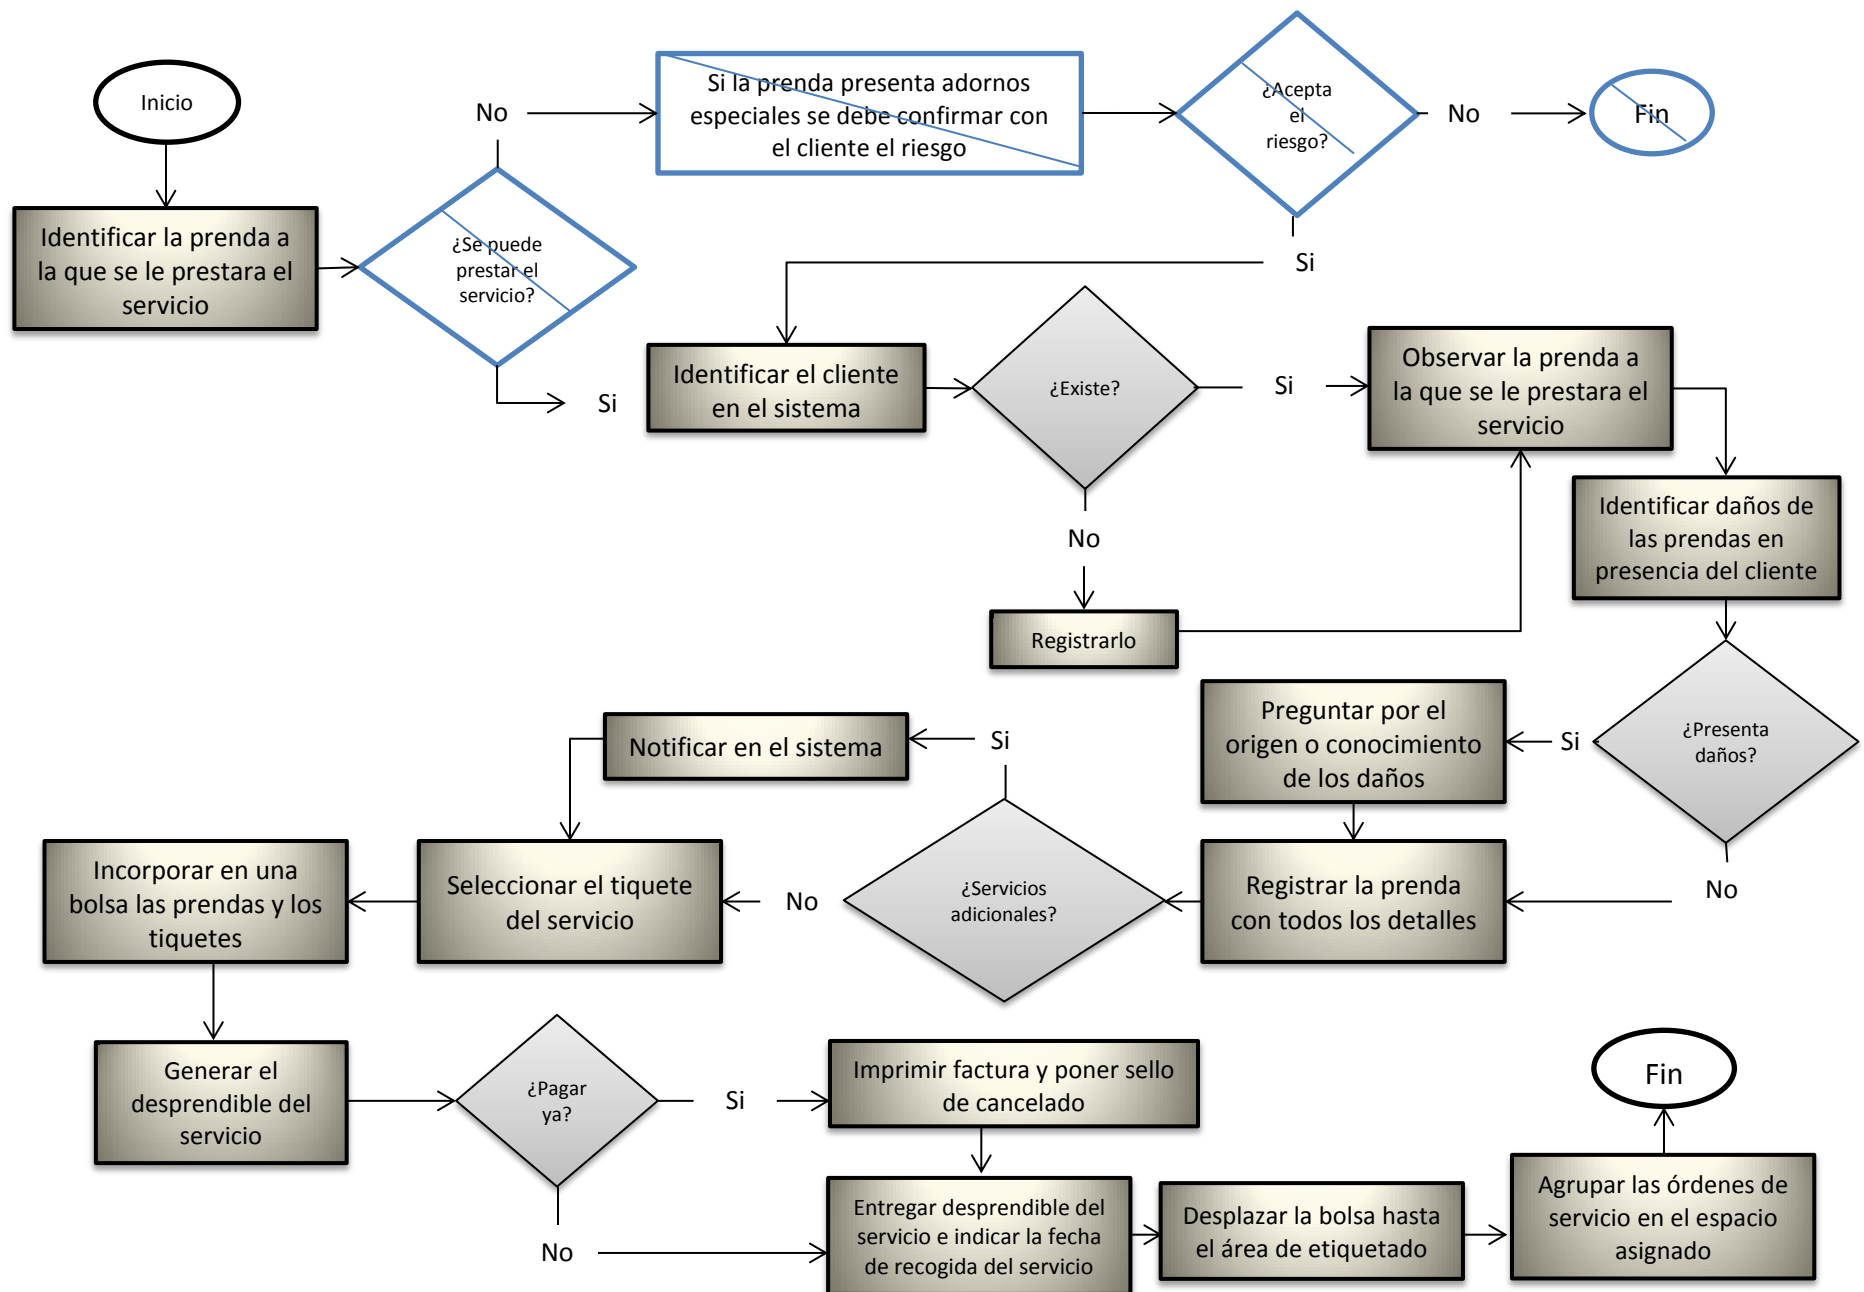 Inicio
No
Si la prenda presenta adornos
especiales se debe confirmar con
el cliente el riesgo
¿Acepta
el
riesgo?
No
Fin
Identificar la prenda a
la que se le prestara el
servicio
¿Se puede
prestar el
servicio?
Si
Si
Identificar el cliente
en el sistema
¿Existe?
Si
Observar la prenda a
la que se le prestara el
servicio
No
Registrarlo
Identificar daños de
las prendas en
presencia del cliente
¿Presenta
daños?
Si
Preguntar por el
origen o conocimiento
de los daños
No
Registrar la prenda
con todos los detalles
¿Servicios
adicionales?
Si
Notificar en el sistema
No
Seleccionar el tiquete
del servicio
Incorporar en una
bolsa las prendas y los
tiquetes
Generar el
desprendible del
servicio
¿Pagar
ya?
Si
Imprimir factura y poner sello
de cancelado
No
Entregar desprendible del
servicio e indicar la fecha
de recogida del servicio
Desplazar la bolsa hasta
el área de etiquetado
Agrupar las órdenes de
servicio en el espacio
asignado
Fin